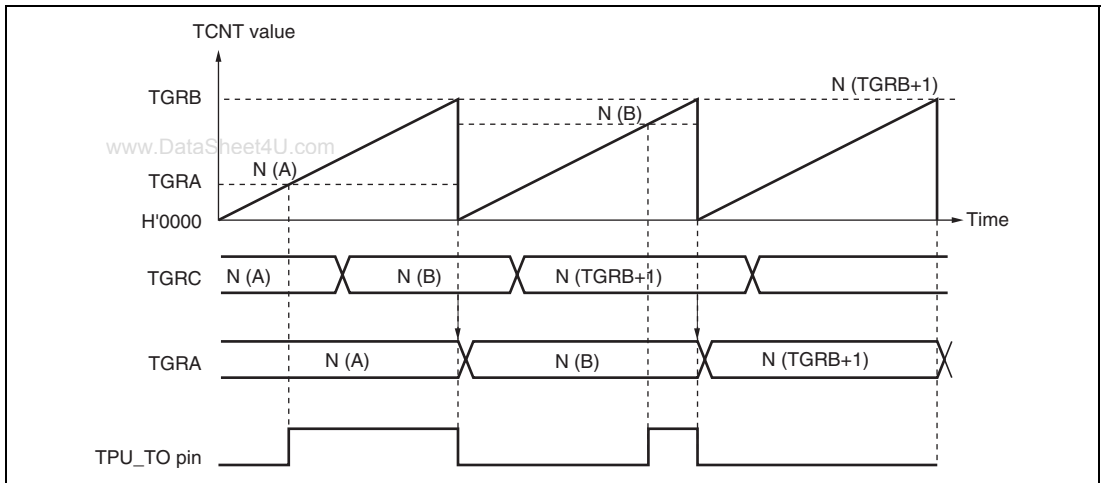 TCNT value
TGRB
N (TGRB+1)
N (B)
www.DataSheet4U.com
N (A)
TGRA
H'0000
Time
TGRC N (A) N (B) N (TGRB+1)
TGRA N (A) N (B) N (TGRB+1)
TPU_TO pin